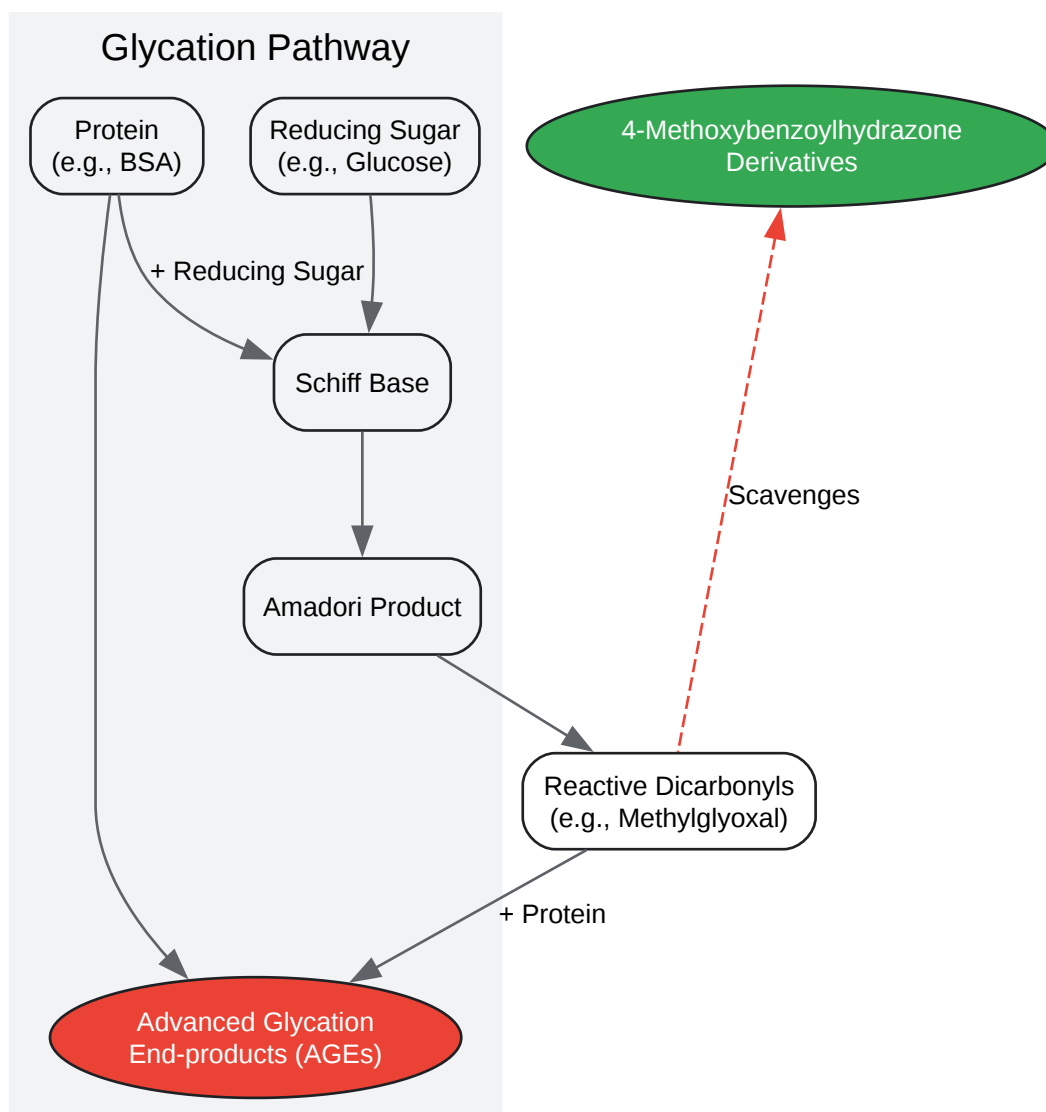 Glycation Pathway
Protein
(e.g., BSA)
Reducing Sugar
(e.g., Glucose)
4-Methoxybenzoylhydrazone
Derivatives
+ Reducing Sugar
Schiff Base
Scavenges
Amadori Product
Reactive Dicarbonyls
(e.g., Methylglyoxal)
+ Protein
Advanced Glycation
End-products (AGEs)